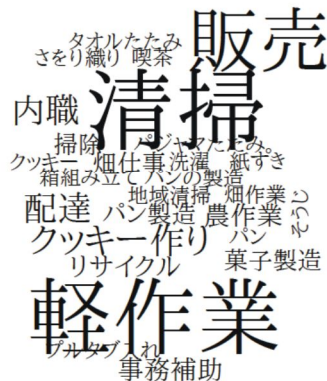 販売
タオルたたみ
さをり織り 喫茶
清掃
内職
掃除 パジャマたたみ。
クッキー 畑仕事 洗濯 紙すき
箱組み立て パンの製造
地域清掃 畑作業
配達 パン製造 農作業 そうじ
クッキー作り パン
リサイクル 菓子製造
軽作業
プルタブ入れ
事務補助